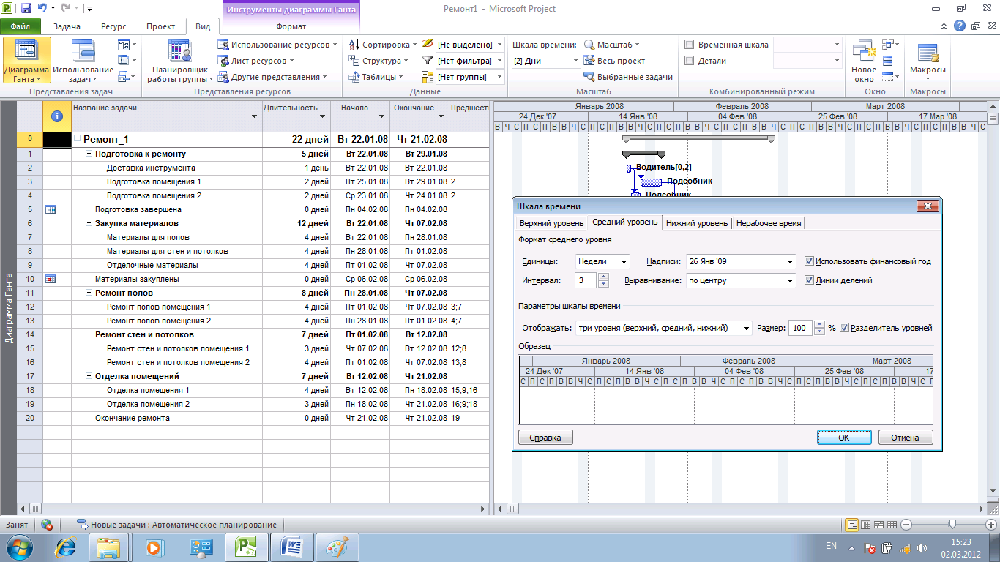 Инструменты диаграммы Ганта
Ремонт1 - Microsoft Project
Файл Задача Ресурс Проект Вид Формат
Диаграмма Ганта
Использование задач
Представления задач
Планировщик работы группы
Использование ресурсов
Лист ресурсов
Другие представления
Представления ресурсов
Сортировка
Структура
Таблицы
[Не выделено]
[Нет фильтра]
[Нет группы]
Данные
Шкала времени:
[2] Дни
Масштаб
Весь проект
Выбранные задачи
Масштаб
Временная шкала
Детали
Комбинированный режим
Новое окно
Окно
Макросы
Макросы
Диаграмма Ганта
Название задачи Длительность Начало Окончание Предшест
0 Ремонт_1 22 дней Вт 22.01.08 Чт 21.02.08
1 Подготовка к ремонту 5 дней Вт 22.01.08 Вт 29.01.08
2 Доставка инструмента 1 день Вт 22.01.08 Вт 22.01.08
3 Подготовка помещения 1 2 дней Пт 25.01.08 Вт 29.01.08 2
4 Подготовка помещения 2 2 дней Ср 23.01.08 Чт 24.01.08 2
5 Подготовка завершена 0 дней Пн 04.02.08 Пн 04.02.08
6 Закупка материалов 12 дней Вт 22.01.08 Чт 07.02.08
7 Материалы для полов 4 дней Вт 22.01.08 Пн 28.01.08
8 Материалы для стен и потолков 4 дней Пн 28.01.08 Пт 01.02.08
9 Отделочные материалы 4 дней Пт 01.02.08 Чт 07.02.08
10 Материалы закуплены 0 дней Ср 06.02.08 Ср 06.02.08
11 Ремонт полов 8 дней Пн 28.01.08 Чт 07.02.08
12 Ремонт полов помещения 1 4 дней Пт 01.02.08 Чт 07.02.08 3;7
13 Ремонт полов помещения 2 4 дней Пн 28.01.08 Пт 01.02.08 4;7
14 Ремонт стен и потолков 7 дней Пт 01.02.08 Вт 12.02.08
15 Ремонт стен и потолков помещения 1 3 дней Чт 07.02.08 Вт 12.02.08 12;8
16 Ремонт стен и потолков помещения 2 4 дней Пт 01.02.08 Чт 07.02.08 13;8
17 Отделка помещений 7 дней Вт 12.02.08 Чт 21.02.08
18 Отделка помещения 1 4 дней Вт 12.02.08 Пн 18.02.08 15;9;16
19 Отделка помещения 2 3 дней Пн 18.02.08 Чт 21.02.08 16;9;18
20 Окончание ремонта 0 дней Чт 21.02.08 Чт 21.02.08 19
Январь 2008 Февраль 2008 Март 2008
24 Дек '07 14 Янв '08 04 Фев '08 25 Фев '08 17 Мар '08
Водитель[0,2]
Подсобник
Подсобник
Шкала времени
Верхний уровень Средний уровень Нижний уровень Нерабочее время
Формат среднего уровня
Единицы: Недели Надписи: 26 Янв '09 Использовать финансовый год
Интервал: 3 Выравнивание: по центру Линии делений
Параметры шкалы времени
Отображать: три уровня (верхний, средний, нижний) Размер: 100 % Разделитель уровней
Образец
Январь 2008 Февраль 2008 Март 2008
24 Дек '07 14 Янв '08 04 Фев '08 25 Фев '08 17
Справка OK Отмена
Занят Новые задачи : Автоматическое планирование
EN
15:23
02.03.2012